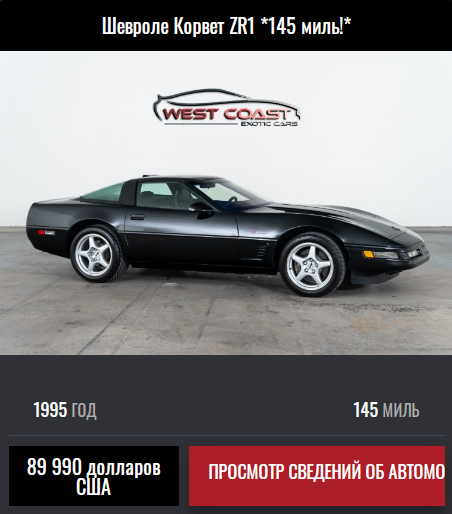 Шевроле Корвет ZR1 *145 миль!*
WEST COAST
EXOTIC CARS
1995 ГОД
145 МИЛЬ
89 990 долларов
США
ПРОСМОТР СВЕДЕНИЙ ОБ АВТОМО